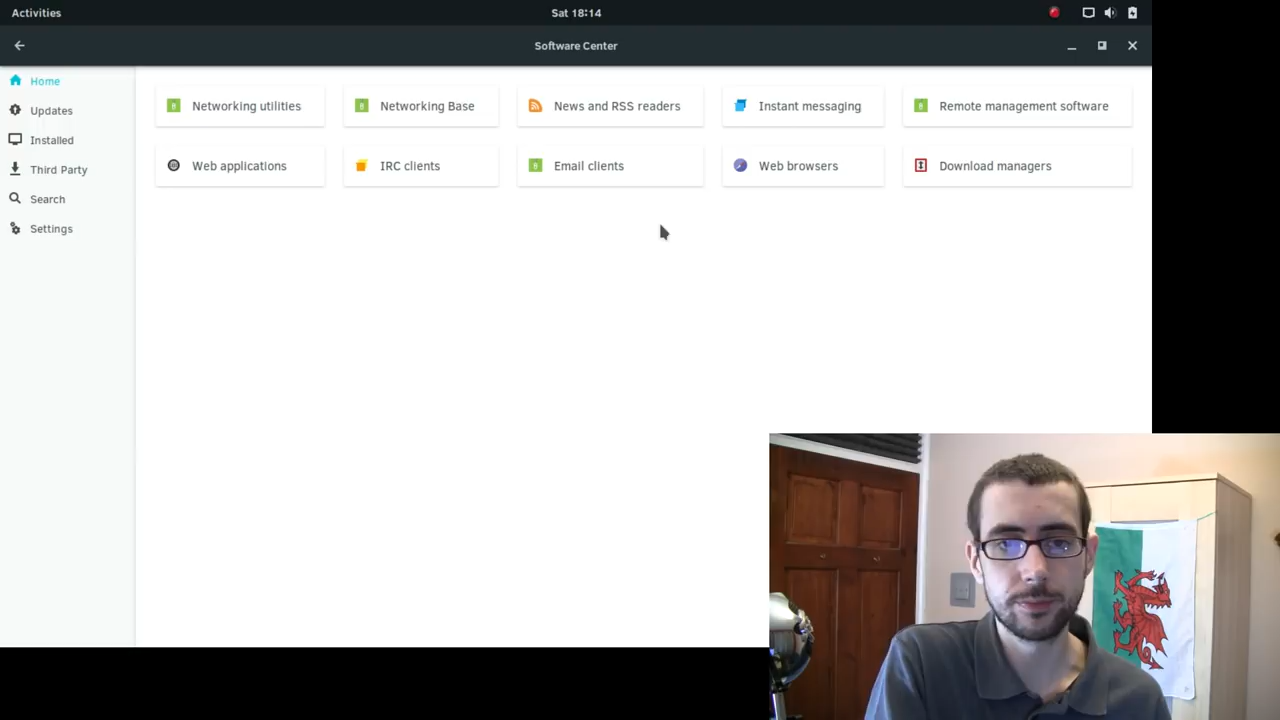 Activities
Sat 18:14
Software Center
Home
Updates
Installed
Third Party
Search
Settings
Networking utilities
Networking Base
News and RSS readers
Instant messaging
Remote management software
Web applications
IRC clients
Email clients
Web browsers
Download managers